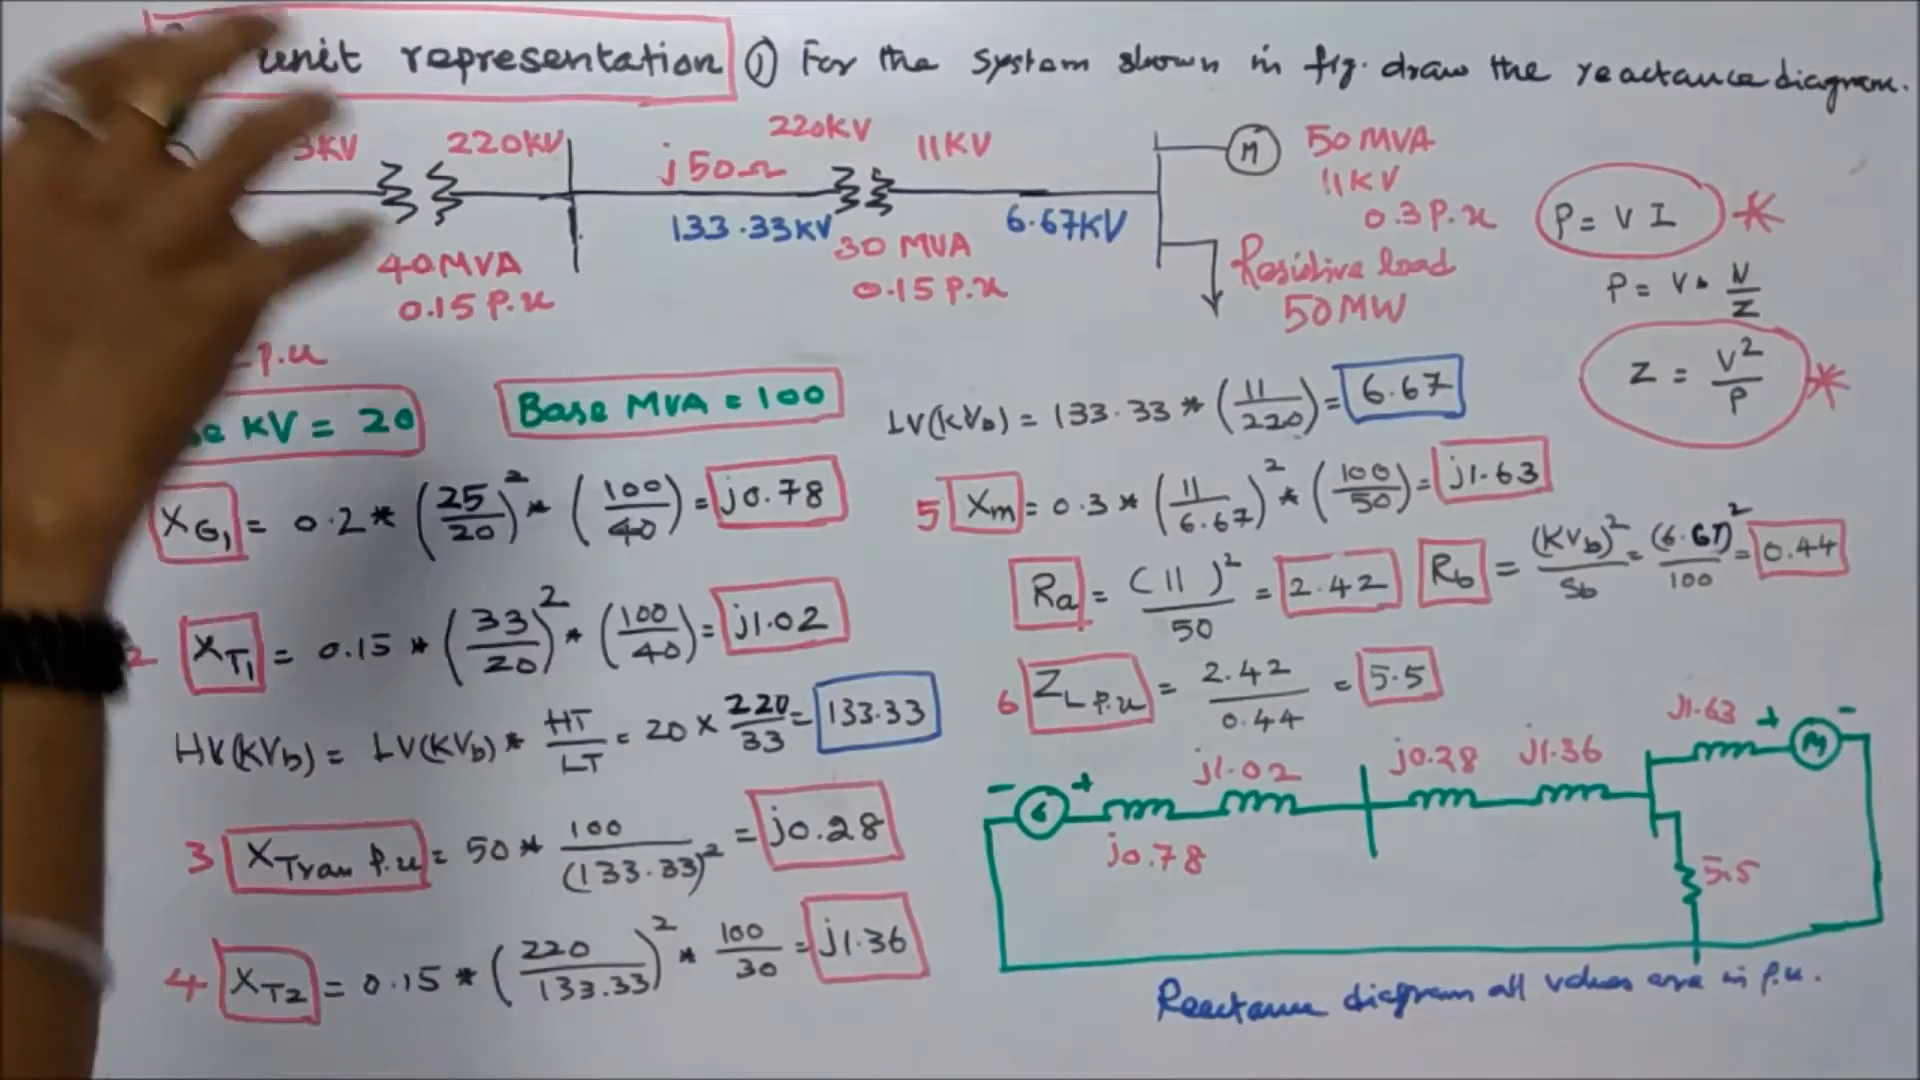 unit representation ① For the system shown in fig. draw the reactance diagram.
3KV 220KV j50Ω 220KV 11KV M 50 MVA
11KV
0.3 P.u
133.33KV 6.67KV
40MVA
0.15 P.u
30 MVA
0.15 P.u
Resistive load
50MW
P = V I *
P = V * V/Z
Z = V²/P *
P.u
se KV = 20 Base MVA = 100
XG1 = 0.2 * (25/20)² * (100/40) = j0.78
2 XT1 = 0.15 * (33/20)² * (100/40) = j1.02
HV(KVb) = LV(KVb) * HT/LT = 20 x 220/33 = 133.33
3 XTran P.u = 50 * 100/(133.33)² = j0.28
4 XT2 = 0.15 * (220/133.33)² * 100/30 = j1.36
LV(KVb) = 133.33 * (11/220) = 6.67
5 Xm = 0.3 * (11/6.67)² * (100/50) = j1.63
Ra = (11)²/50 = 2.42 Rb = (KVb)²/Sb = (6.67)²/100 = 0.44
6 ZL P.u = 2.42/0.44 = 5.5
- G + j0.78 j1.02 j0.28 j1.36 j1.63 + M -
5.5
Reactance diagram all values are in P.u.